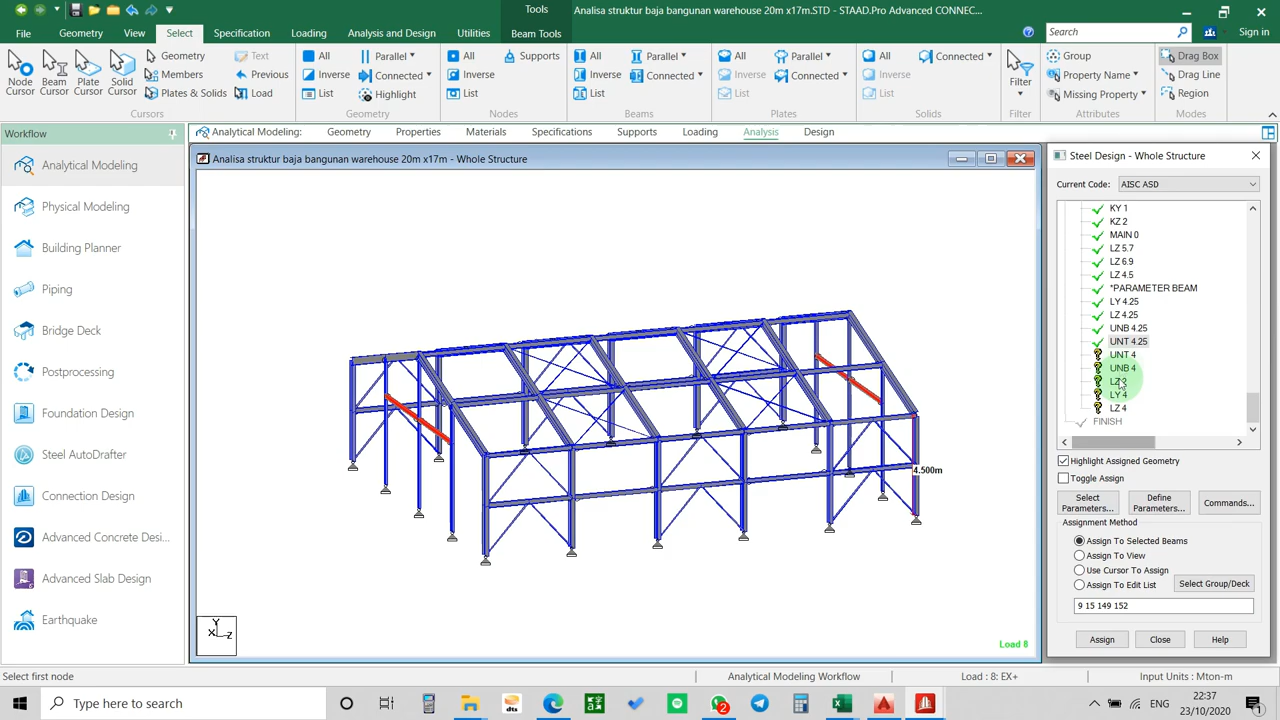 Tools
Analisa struktur baja bangunan warehouse 20m x17m.STD - STAAD.Pro Advanced CONNEC...
File
Geometry
View
Select
Specification
Loading
Analysis and Design
Utilities
Beam Tools
Search
Sign in
Node Cursor
Beam Cursor
Plate Cursor
Solid Cursor
Geometry
Members
Plates & Solids
Text
Previous
Load
Cursors
All
Inverse
List
Parallel
Connected
Highlight
Geometry
All
Inverse
List
Supports
Nodes
All
Inverse
List
Parallel
Connected
Beams
All
Inverse
List
Parallel
Connected
Plates
All
Inverse
List
Connected
Solids
Filter
Filter
Group
Property Name
Missing Property
Attributes
Drag Box
Drag Line
Region
Modes
Workflow
Analytical Modeling:
Geometry
Properties
Materials
Specifications
Supports
Loading
Analysis
Design
Analytical Modeling
Physical Modeling
Building Planner
Piping
Bridge Deck
Postprocessing
Foundation Design
Steel AutoDrafter
Connection Design
Advanced Concrete Desi...
Advanced Slab Design
Earthquake
Analisa struktur baja bangunan warehouse 20m x17m - Whole Structure
4.500m
Y
X
Z
Load 8
Steel Design - Whole Structure
Current Code:
AISC ASD
KY 1
KZ 2
MAIN 0
LZ 5.7
LZ 6.9
LZ 4.5
*PARAMETER BEAM
LY 4.25
LZ 4.25
UNB 4.25
UNT 4.25
UNT 4
UNB 4
LY 4
LZ 4
FINISH
Highlight Assigned Geometry
Toggle Assign
Select Parameters...
Define Parameters...
Commands...
Assignment Method
Assign To Selected Beams
Assign To View
Use Cursor To Assign
Assign To Edit List
Select Group/Deck
9 15 149 152
Assign
Close
Help
Select first node
Analytical Modeling Workflow
Load : 8: EX+
Input Units : Mton-m
Type here to search
dts
2
ENG
22:37
23/10/2020
1